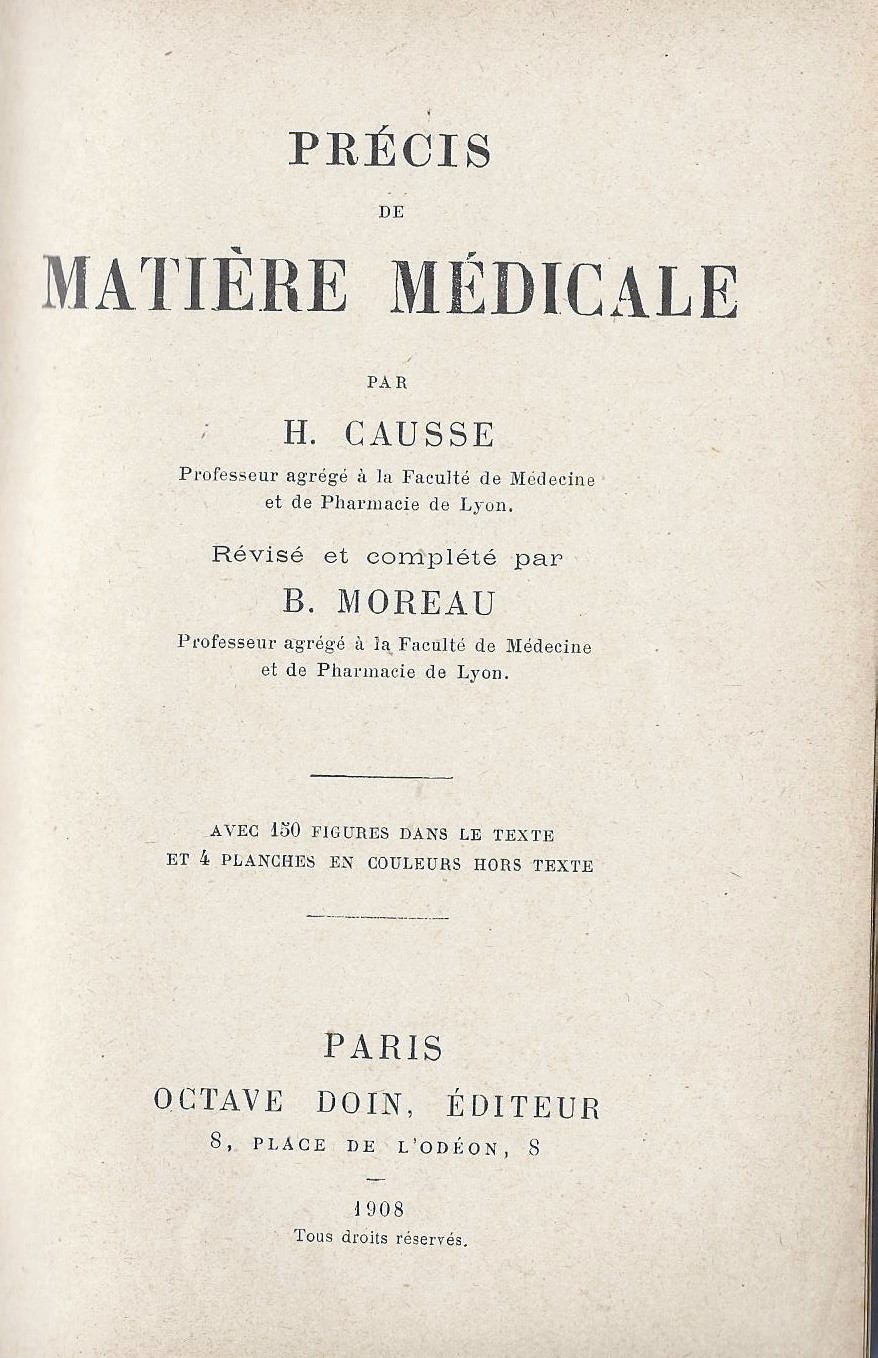 PRÉCIS
DE
MATIÈRE MÉDICALE
PAR
H. CAUSSE
Professeur agrégé à la Faculté de Médecine
et de Pharmacie de Lyon.
Révisé et complété par
B. MOREAU
Professeur agrégé à la Faculté de Médecine
et de Pharmacie de Lyon.
AVEC 150 FIGURES DANS LE TEXTE
ET 4 PLANCHES EN COULEURS HORS TEXTE
PARIS
OCTAVE DOIN, ÉDITEUR
8, PLACE DE L'ODÉON, 8
1908
Tous droits réservés.